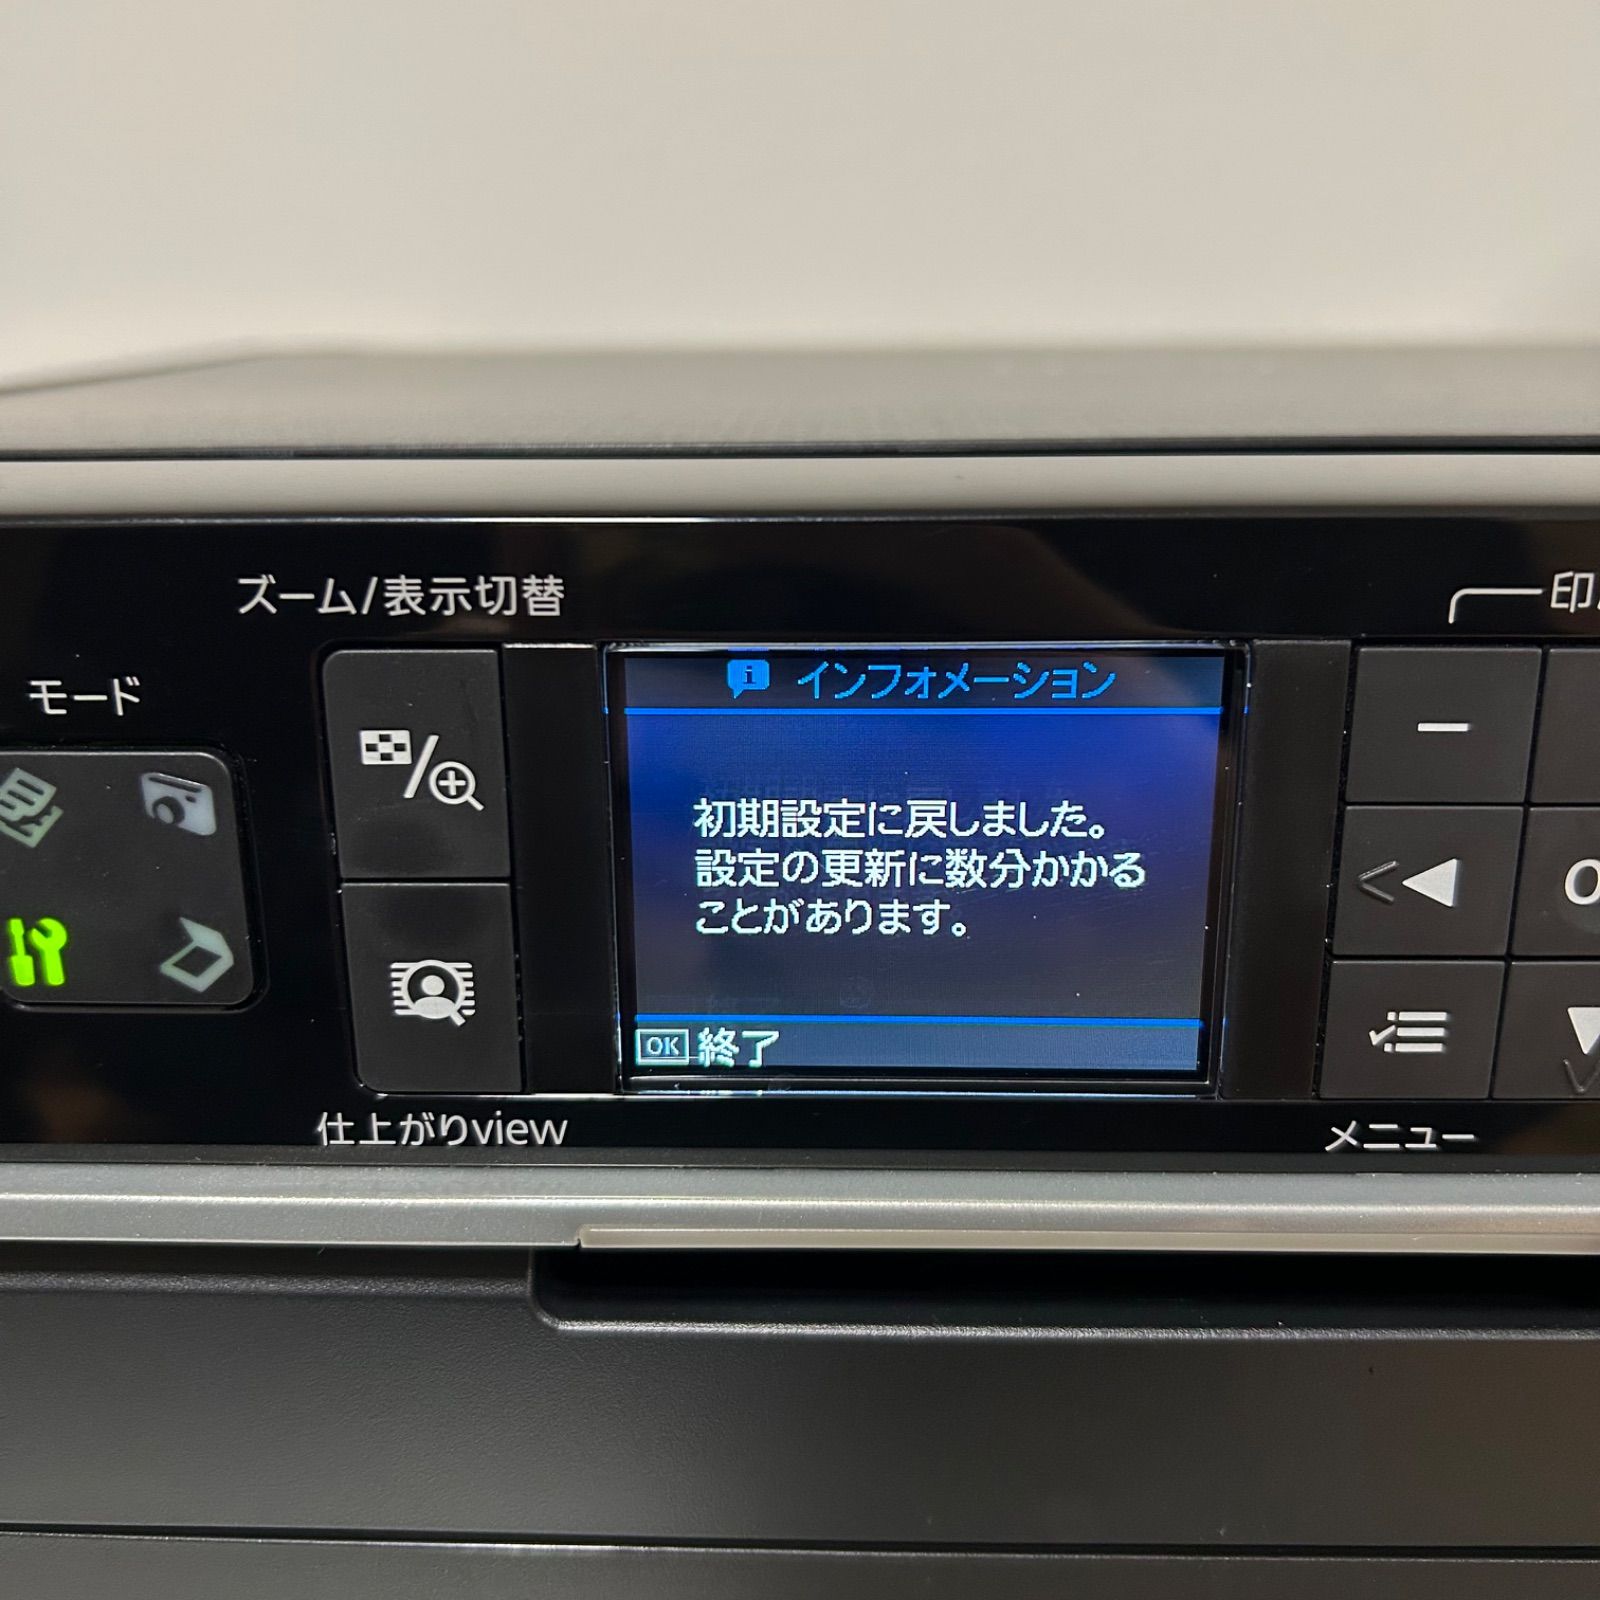 ズーム/表示切替
印
モード
インフォメーション
初期設定に戻しました。
設定の更新に数分かかる
ことがあります。
OK 終了
仕上がりview
メニュー